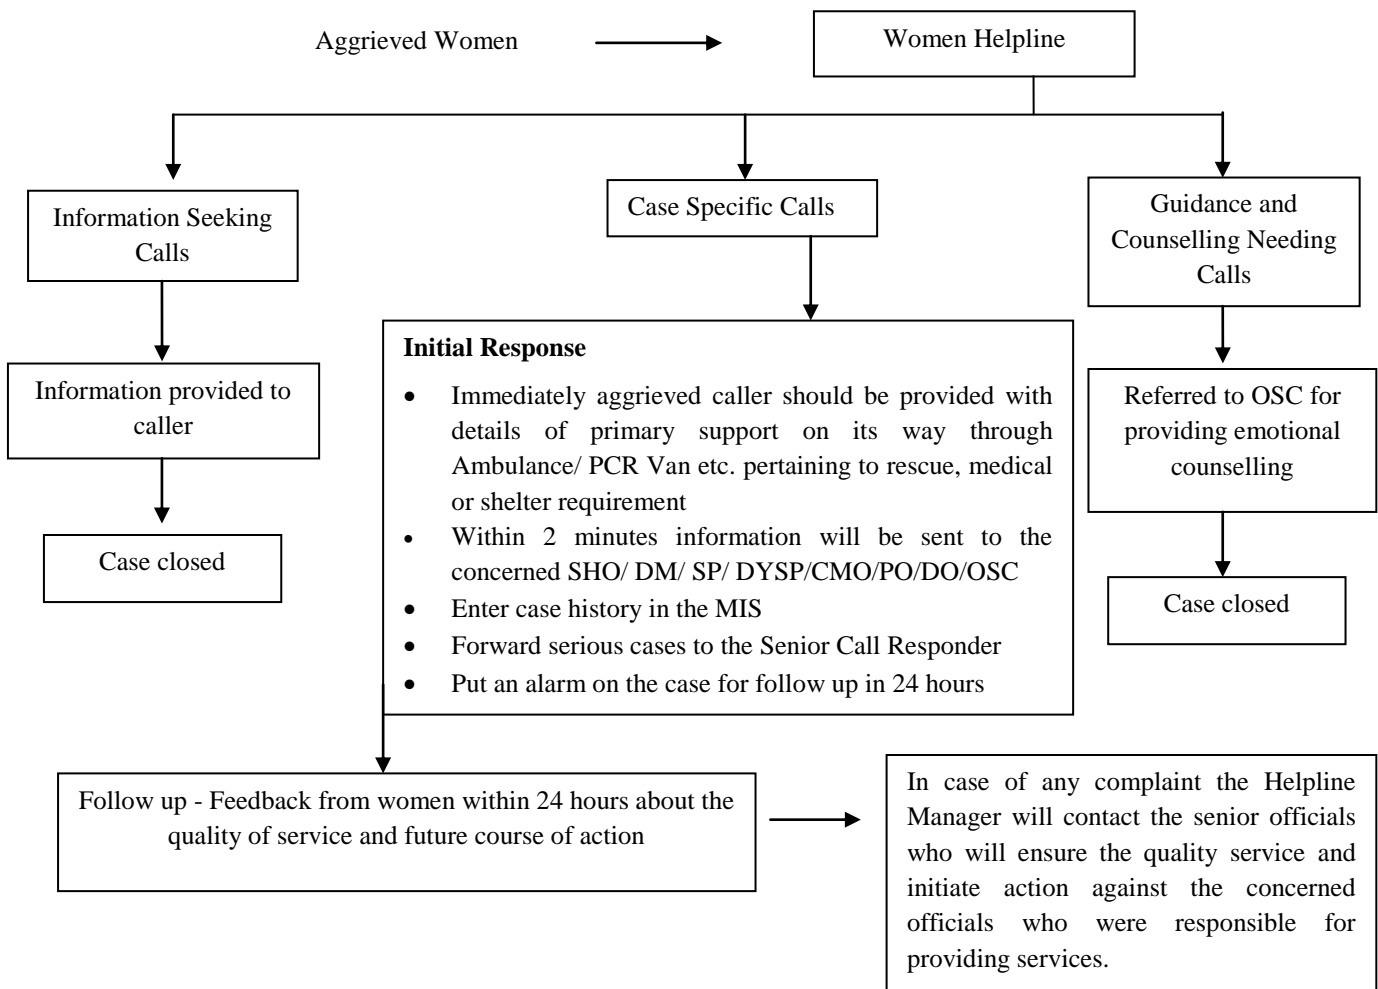 Aggrieved Women
Women Helpline
Information Seeking
Calls
Case Specific Calls
Guidance and
Counselling Needing
Calls
Information provided to
caller
Case closed
Initial Response
• Immediately aggrieved caller should be provided with
details of primary support on its way through
Ambulance/ PCR Van etc. pertaining to rescue, medical
or shelter requirement
• Within 2 minutes information will be sent to the
concerned SHO/ DM/ SP/ DYSP/CMO/PO/DO/OSC
• Enter case history in the MIS
• Forward serious cases to the Senior Call Responder
• Put an alarm on the case for follow up in 24 hours
Referred to OSC for
providing emotional
counselling
Case closed
Follow up - Feedback from women within 24 hours about the
quality of service and future course of action
In case of any complaint the Helpline
Manager will contact the senior officials
who will ensure the quality service and
initiate action against the concerned
officials who were responsible for
providing services.